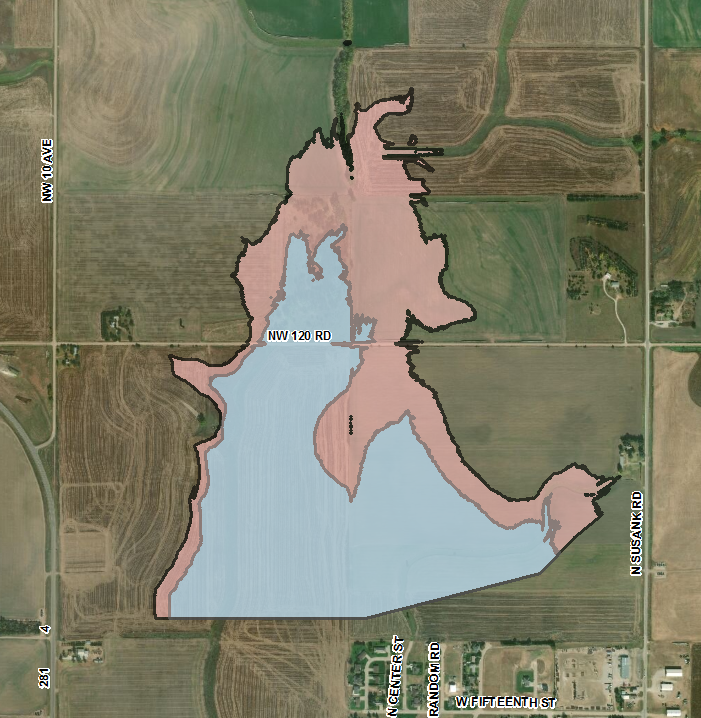 NW 10 AVE
NW 120 RD
N SUSANK RD
281
4
N CENTER ST
RANDOM RD
W FIFTEENTH ST